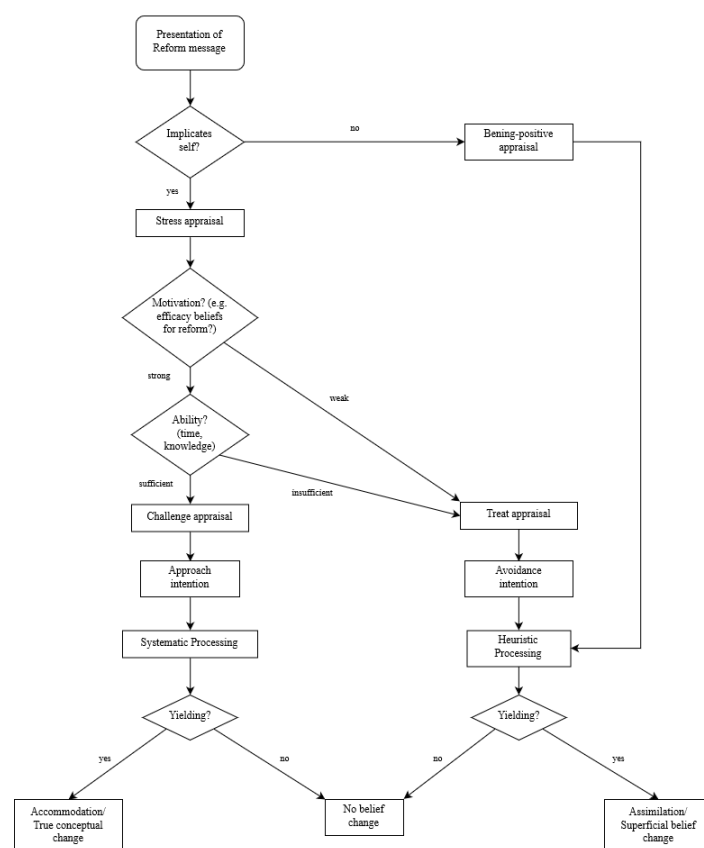 Presentation of
Reform message
Implicates
self?
no
Bening-positive
appraisal
yes
Stress appraisal
Motivation? (e.g.
efficacy beliefs
for reform?)
strong
weak
Ability?
(time,
knowledge)
sufficient
insufficient
Challenge appraisal
Treat appraisal
Approach
intention
Avoidance
intention
Systematic Processing
Heuristic
Processing
Yielding?
Yielding?
yes
no
no
yes
Accommodation/
True conceptual
change
No belief
change
Assimilation/
Superficial belief
change